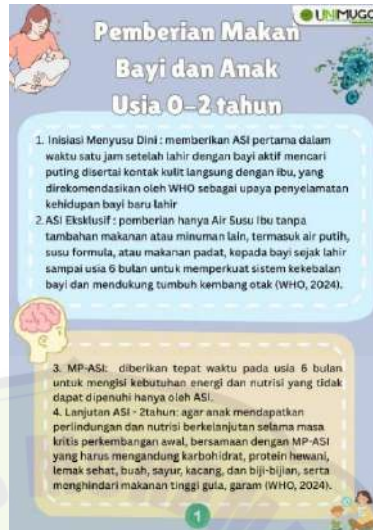 UNIMUGO
Pemberian Makan
Bayi dan Anak
Usia 0-2 tahun
1. Inisiasi Menyusu Dini : memberikan ASI pertama dalam
waktu satu jam setelah lahir dengan bayi aktif mencari
puting disertai kontak kulit langsung dengan ibu, yang
direkomendasikan oleh WHO sebagai upaya penyelamatan
kehidupan bayi baru lahir
2. ASI Eksklusif : pemberian hanya Air Susu Ibu tanpa
tambahan makanan atau minuman lain, termasuk air putih,
susu formula, atau makanan padat, kepada bayi sejak lahir
sampai usia 6 bulan untuk memperkuat sistem kekebalan
bayi dan mendukung tumbuh kembang otak (WHO, 2024).
3. MP-ASI: diberikan tepat waktu pada usia 6 bulan
untuk mengisi kebutuhan energi dan nutrisi yang tidak
dapat dipenuhi hanya oleh ASI.
4. Lanjutan ASI - 2tahun: agar anak mendapatkan
perlindungan dan nutrisi berkelanjutan selama masa
kritis perkembangan awal, bersamaan dengan MP-ASI
yang harus mengandung karbohidrat, protein hewani,
lemak sehat, buah, sayur, kacang, dan biji-bijian, serta
menghindari makanan tinggi gula, garam (WHO, 2024).
1